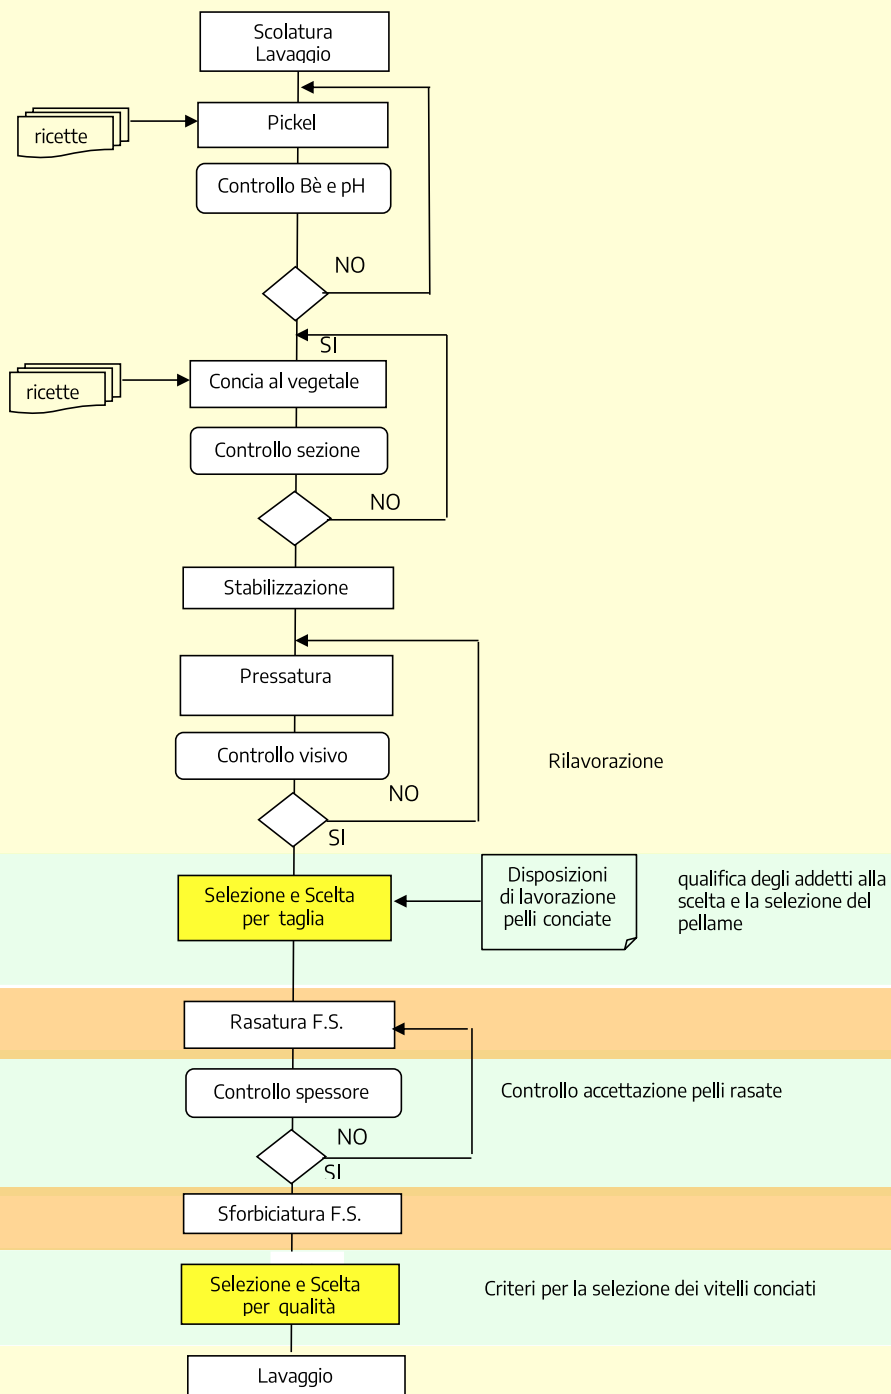 Scolatura
Lavaggio
ricette
Pickel
Controllo Bè e pH
NO
SI
ricette
Concia al vegetale
Controllo sezione
NO
Stabilizzazione
Pressatura
Controllo visivo
Rilavorazione
NO
SI
Selezione e Scelta
per taglia
Disposizioni
di lavorazione
pelli conciate
qualifica degli addetti alla
scelta e la selezione del
pellame
Rasatura F.S.
Controllo spessore
Controllo accettazione pelli rasate
NO
SI
Sforbiciatura F.S.
Selezione e Scelta
per qualità
Criteri per la selezione dei vitelli conciati
Lavaggio